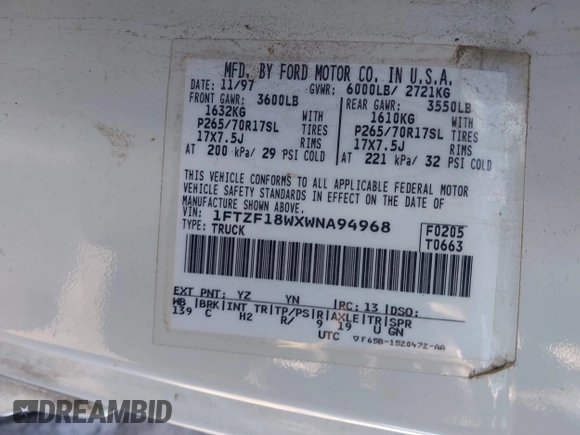 MFD. BY FORD MOTOR CO. IN U.S.A.
DATE: 11/97 GVWR: 6000LB/ 2721KG
FRONT GAWR: 3600LB REAR GAWR: 3550LB
1632KG WITH 1610KG WITH
P265/70R17SL TIRES P265/70R17SL TIRES
17X7.5J RIMS 17X7.5J RIMS
AT 200 kPa/ 29 PSI COLD AT 221 kPa/ 32 PSI COLD
THIS VEHICLE CONFORMS TO ALL APPLICABLE FEDERAL MOTOR
VEHICLE SAFETY STANDARDS IN EFFECT ON THE DATE OF
MANUFACTURE SHOWN ABOVE.
VIN: 1FTZF18WXWNA94968 F0205
TYPE: TRUCK T0663
EXT PNT: YZ YN RC: 13 DSO:
WB BRK INT TR TP/PS R AXLE TR SPR
139 C H2 R/ 9 19 U GN
UTC ▽F65B-1520472-AA
DREAMBID